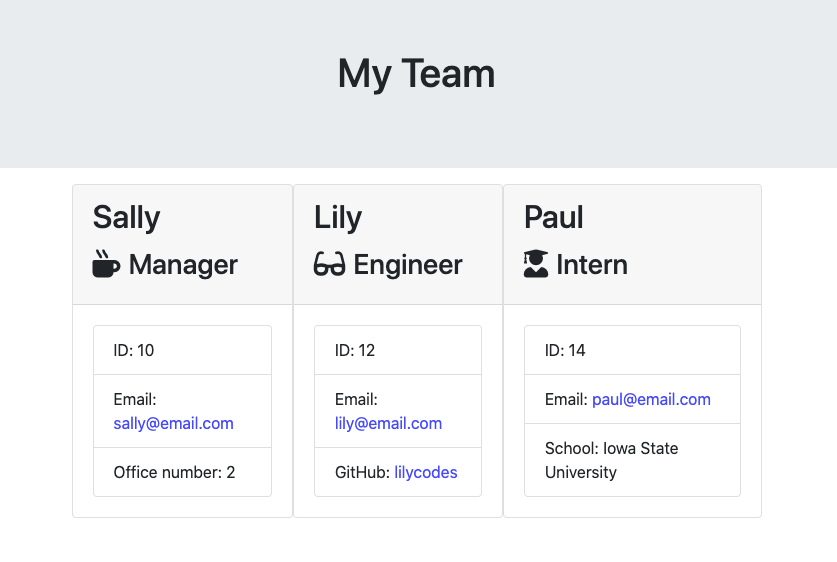 My Team
Sally
Manager
ID: 10
Email:
sally@email.com
Office number: 2
Lily
Engineer
ID: 12
Email:
lily@email.com
GitHub: lilycodes
Paul
Intern
ID: 14
Email: paul@email.com
School: Iowa State
University